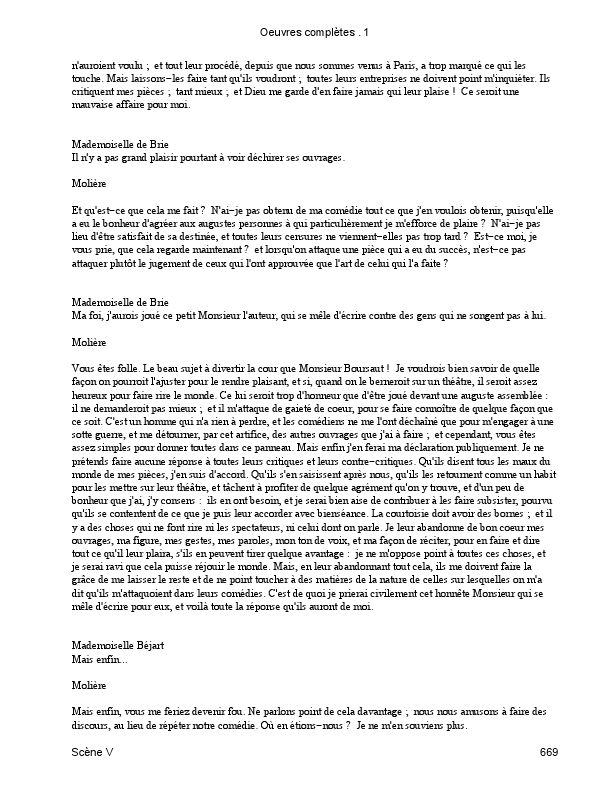 Oeuvres complètes . 1
n'auroient voulu ; et tout leur procédé, depuis que nous sommes venus à Paris, a trop marqué ce qui les
touche. Mais laissons−les faire tant qu'ils voudront ; toutes leurs entreprises ne doivent point m'inquiéter. Ils
critiquent mes pièces ; tant mieux ; et Dieu me garde d'en faire jamais qui leur plaise ! Ce seroit une
mauvaise affaire pour moi.
Mademoiselle de Brie
Il n'y a pas grand plaisir pourtant à voir déchirer ses ouvrages.
Molière
Et qu'est−ce que cela me fait ? N'ai−je pas obtenu de ma comédie tout ce que j'en voulois obtenir, puisqu'elle
a eu le bonheur d'agréer aux augustes personnes à qui particulièrement je m'efforce de plaire ? N'ai−je pas
lieu d'être satisfait de sa destinée, et toutes leurs censures ne viennent−elles pas trop tard ? Est−ce moi, je
vous prie, que cela regarde maintenant ? et lorsqu'on attaque une pièce qui a eu du succès, n'est−ce pas
attaquer plutôt le jugement de ceux qui l'ont approuvée que l'art de celui qui l'a faite ?
Mademoiselle de Brie
Ma foi, j'aurois joué ce petit Monsieur l'auteur, qui se mêle d'écrire contre des gens qui ne songent pas à lui.
Molière
Vous êtes folle. Le beau sujet à divertir la cour que Monsieur Boursaut ! Je voudrois bien savoir de quelle
façon on pourroit l'ajuster pour le rendre plaisant, et si, quand on le berneroit sur un théâtre, il seroit assez
heureux pour faire rire le monde. Ce lui seroit trop d'honneur que d'être joué devant une auguste assemblée :
il ne demanderoit pas mieux ; et il m'attaque de gaieté de coeur, pour se faire connoître de quelque façon que
ce soit. C'est un homme qui n'a rien à perdre, et les comédiens ne me l'ont déchaîné que pour m'engager à une
sotte guerre, et me détourner, par cet artifice, des autres ouvrages que j'ai à faire ; et cependant, vous êtes
assez simples pour donner toutes dans ce panneau. Mais enfin j'en ferai ma déclaration publiquement. Je ne
prétends faire aucune réponse à toutes leurs critiques et leurs contre−critiques. Qu'ils disent tous les maux du
monde de mes pièces, j'en suis d'accord. Qu'ils s'en saisissent après nous, qu'ils les retournent comme un habit
pour les mettre sur leur théâtre, et tâchent à profiter de quelque agrément qu'on y trouve, et d'un peu de
bonheur que j'ai, j'y consens : ils en ont besoin, et je serai bien aise de contribuer à les faire subsister, pourvu
qu'ils se contentent de ce que je puis leur accorder avec bienséance. La courtoisie doit avoir des bornes ; et il
y a des choses qui ne font rire ni les spectateurs, ni celui dont on parle. Je leur abandonne de bon coeur mes
ouvrages, ma figure, mes gestes, mes paroles, mon ton de voix, et ma façon de réciter, pour en faire et dire
tout ce qu'il leur plaira, s'ils en peuvent tirer quelque avantage : je ne m'oppose point à toutes ces choses, et
je serai ravi que cela puisse réjouir le monde. Mais, en leur abandonnant tout cela, ils me doivent faire la
grâce de me laisser le reste et de ne point toucher à des matières de la nature de celles sur lesquelles on m'a
dit qu'ils m'attaquoient dans leurs comédies. C'est de quoi je prierai civilement cet honnête Monsieur qui se
mêle d'écrire pour eux, et voilà toute la réponse qu'ils auront de moi.
Mademoiselle Béjart
Mais enfin...
Molière
Mais enfin, vous me feriez devenir fou. Ne parlons point de cela davantage ; nous nous amusons à faire des
discours, au lieu de répéter notre comédie. Où en étions−nous ? Je ne m'en souviens plus.
Scène V 669